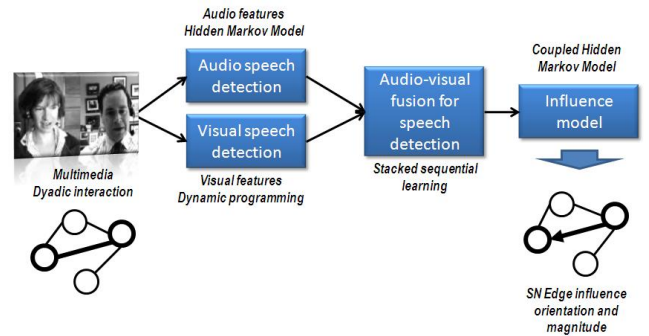 Audio features
Hidden Markov Model
Audio speech
detection
Visual speech
detection
Visual features
Dynamic programming
Multimedia
Dyadic interaction
Audio-visual
fusion for
speech
detection
Stacked sequential
learning
Coupled Hidden
Markov Model
Influence
model
SN Edge influence
orientation and
magnitude